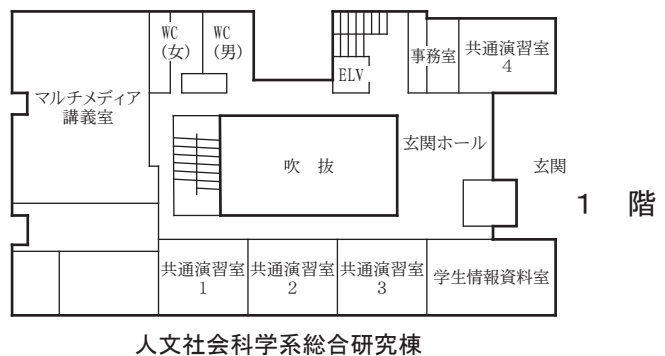 WC
(女)
WC
(男)
ELV
事務室
共通演習室
4
マルチメディア
講義室
吹 抜
玄関ホール
玄関
1 階
共通演習室
1
共通演習室
2
共通演習室
3
学生情報資料室
人文社会科学系総合研究棟